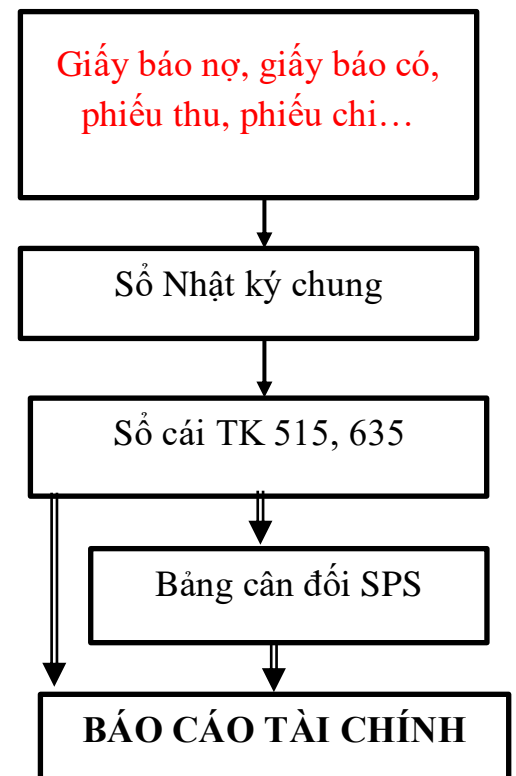 Giấy báo nợ, giấy báo có,
phiếu thu, phiếu chi…
Sổ Nhật ký chung
Sổ cái TK 515, 635
Bảng cân đối SPS
BÁO CÁO TÀI CHÍNH